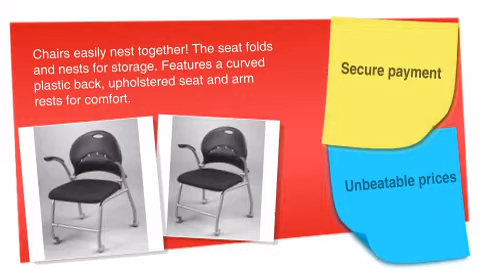 Chairs easily nest together! The seat folds
and nests for storage. Features a curved
plastic back, upholstered seat and arm
rests for comfort.
Secure payment
Unbeatable prices